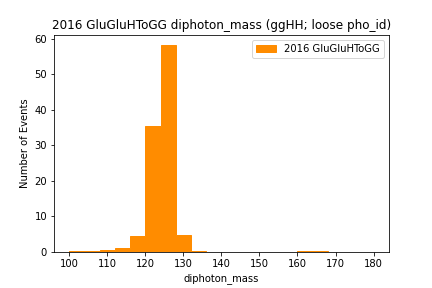 2016 GluGluHToGG diphoton_mass (ggHH; loose pho_id)
2016 GluGluHToGG
Number of Events
60
50
40
30
20
10
0
100 110 120 130 140 150 160 170 180
diphoton_mass